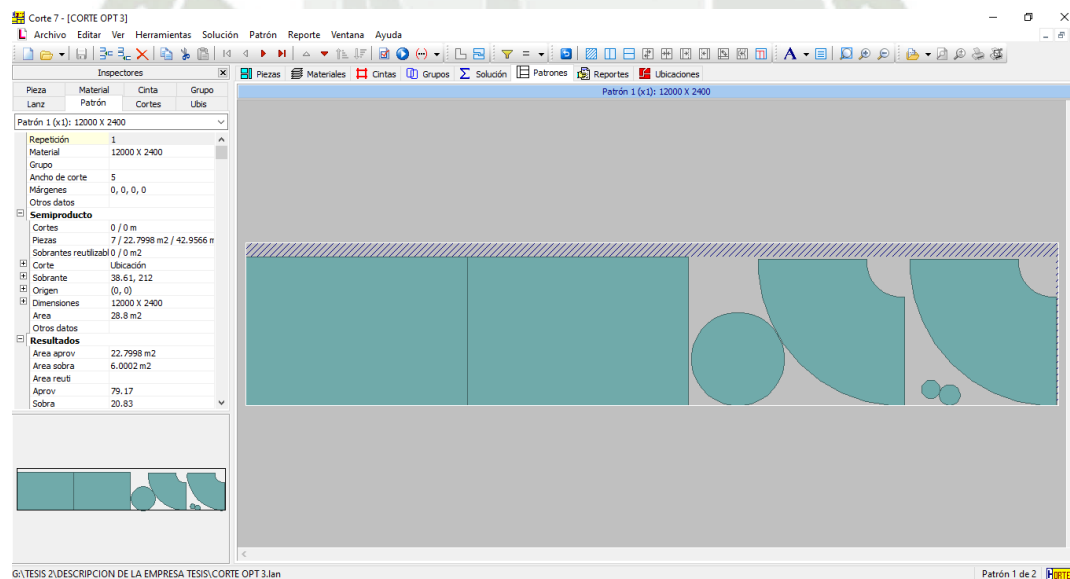 Corte 7 - [CORTE OPT 3]
Archivo Editar Ver Herramientas Solución Patrón Reporte Ventana Ayuda
Inspectores
Piezas Materiales Cintas Grupos Solución Patrones Reportes Ubicaciones
Pieza Material Cinta Grupo
Lanz Patrón Cortes Ubis
Patrón 1 (x1): 12000 X 2400
Patrón 1 (x1): 12000 X 2400
Repetición 1
Material 12000 X 2400
Grupo
Ancho de corte 5
Márgenes 0, 0, 0, 0
Otros datos
Semiproducto
Cortes 0 / 0 m
Piezas 7 / 22.7998 m2 / 42.9566 m
Sobrantes reutilizabl 0 / 0 m2
Corte Ubicación
Sobrante 38.61, 212
Origen (0, 0)
Dimensiones 12000 X 2400
Area 28.8 m2
Otros datos
Resultados
Area aprov 22.7998 m2
Area sobra 6.0002 m2
Area reuti
Aprov 79.17
Sobra 20.83
G:\TESIS 2\DESCRIPCION DE LA EMPRESA TESIS\CORTE OPT 3.lan
Patrón 1 de 2